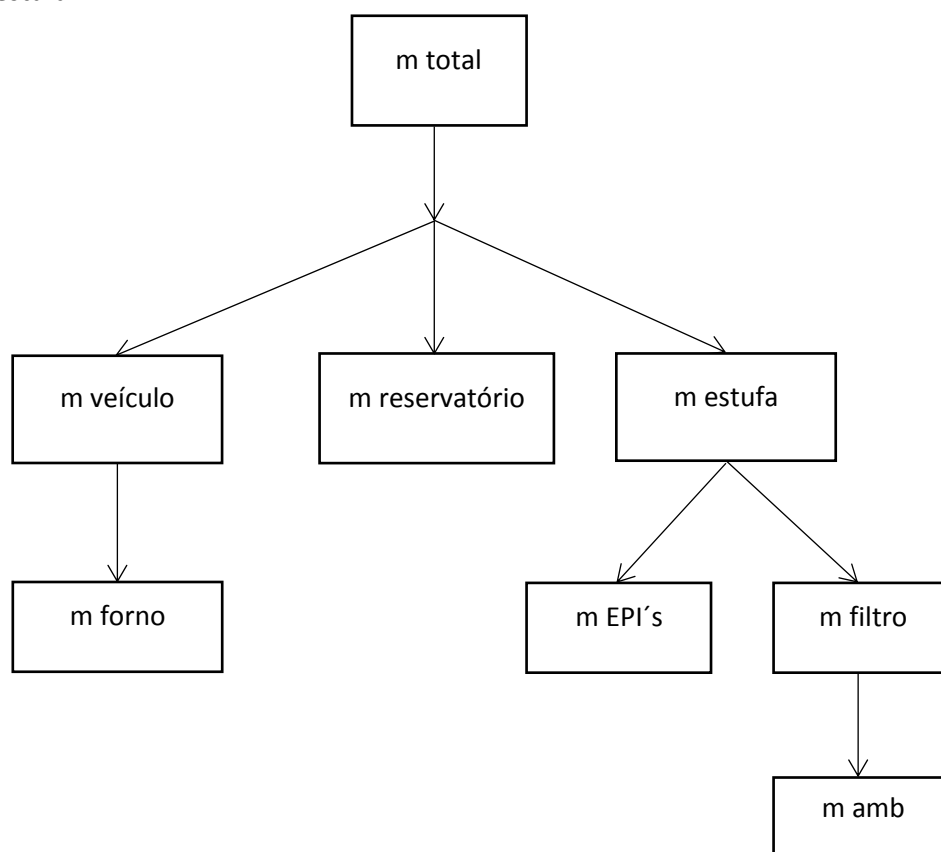 m total
m veículo
m reservatório
m estufa
m forno
m EPI´s
m filtro
m amb